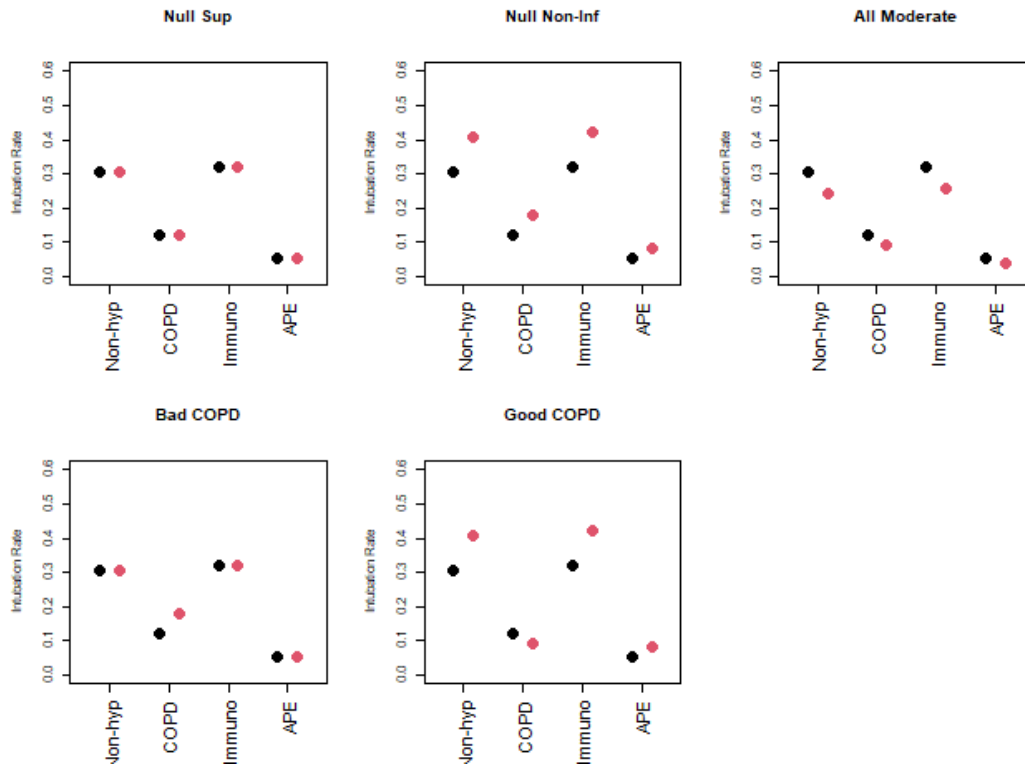 Null Sup
Null Non-Inf
All Moderate
Intubation Rate
0.0 0.1 0.2 0.3 0.4 0.5 0.6
Non-hyp
COPD
Immuno
APE
Intubation Rate
0.0 0.1 0.2 0.3 0.4 0.5 0.6
Non-hyp
COPD
Immuno
APE
Intubation Rate
0.0 0.1 0.2 0.3 0.4 0.5 0.6
Non-hyp
COPD
Immuno
APE
Bad COPD
Good COPD
Intubation Rate
0.0 0.1 0.2 0.3 0.4 0.5 0.6
Non-hyp
COPD
Immuno
APE
Intubation Rate
0.0 0.1 0.2 0.3 0.4 0.5 0.6
Non-hyp
COPD
Immuno
APE